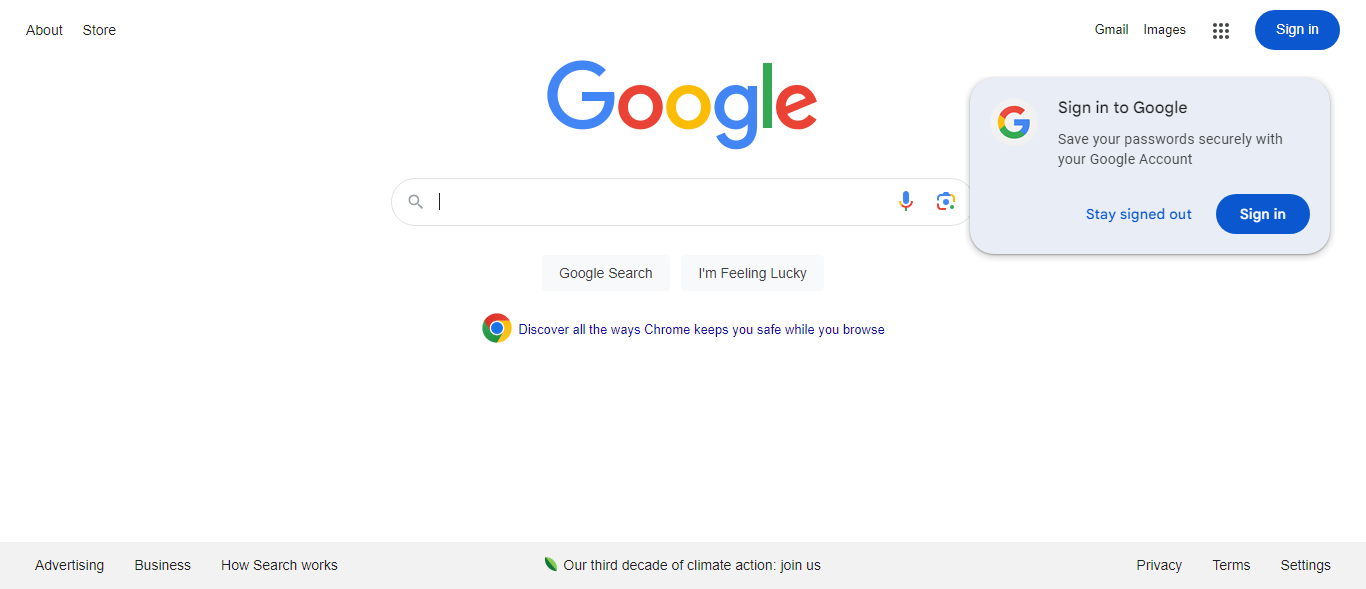 About Store
Gmail Images
Sign in
Google
Sign in to Google
Save your passwords securely with
your Google Account
Stay signed out
Sign in
Google Search
I'm Feeling Lucky
Discover all the ways Chrome keeps you safe while you browse
Advertising Business How Search works
Our third decade of climate action: join us
Privacy Terms Settings